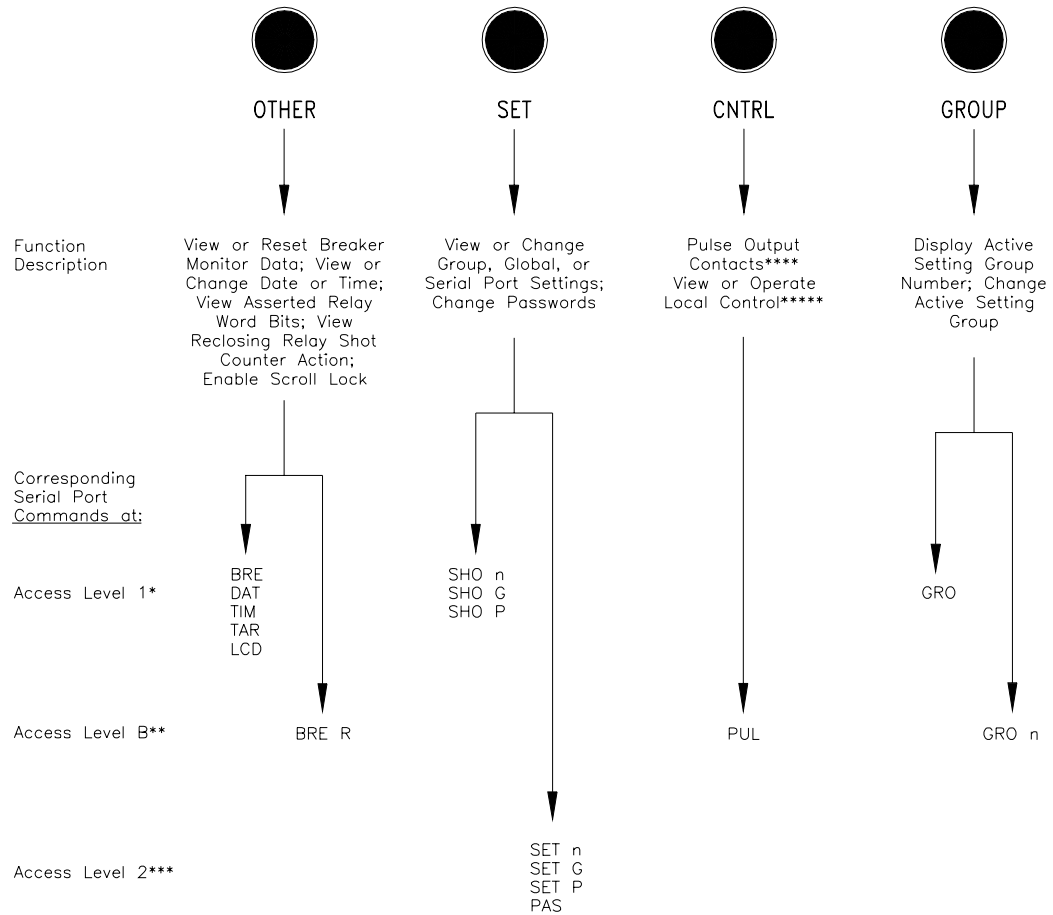 OTHER
SET
CNTRL
GROUP
Function
Description
View or Reset Breaker
Monitor Data; View or
Change Date or Time;
View Asserted Relay
Word Bits; View
Reclosing Relay Shot
Counter Action;
Enable Scroll Lock
View or Change
Group, Global, or
Serial Port Settings;
Change Passwords
Pulse Output
Contacts****
View or Operate
Local Control*****
Display Active
Setting Group
Number; Change
Active Setting
Group
Corresponding
Serial Port
Commands at:
Access Level 1*
BRE
DAT
TIM
TAR
LCD
SHO n
SHO G
SHO P
GRO
Access Level B**
BRE R
PUL
GRO n
Access Level 2***
SET n
SET G
SET P
PAS